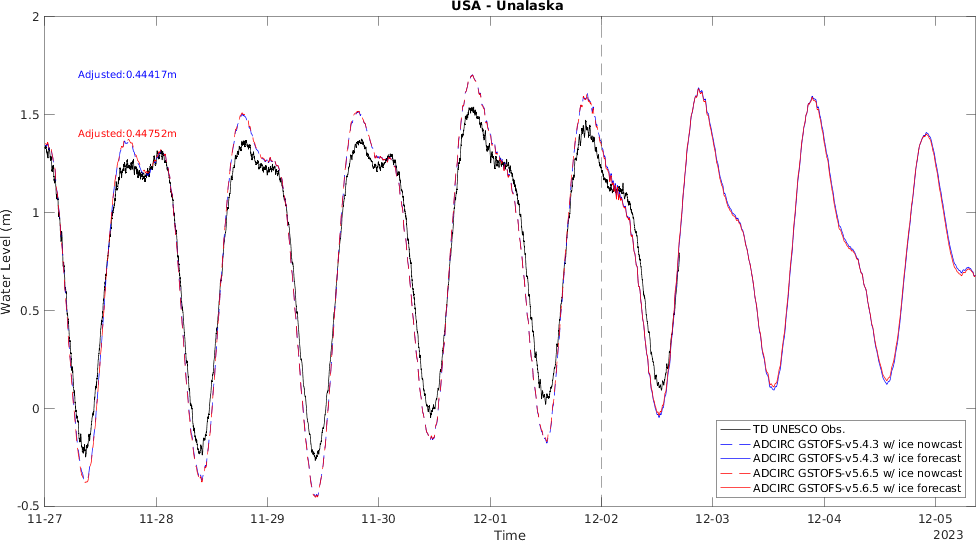 USA - Unalaska
2
1.5
1
0.5
0
-0.5
Water Level (m)
Adjusted:0.44417m
Adjusted:0.44752m
TD UNESCO Obs.
ADCIRC GSTOFS-v5.4.3 w/ ice nowcast
ADCIRC GSTOFS-v5.4.3 w/ ice forecast
ADCIRC GSTOFS-v5.6.5 w/ ice nowcast
ADCIRC GSTOFS-v5.6.5 w/ ice forecast
11-27 11-28 11-29 11-30 12-01 12-02 12-03 12-04 12-05
Time
2023